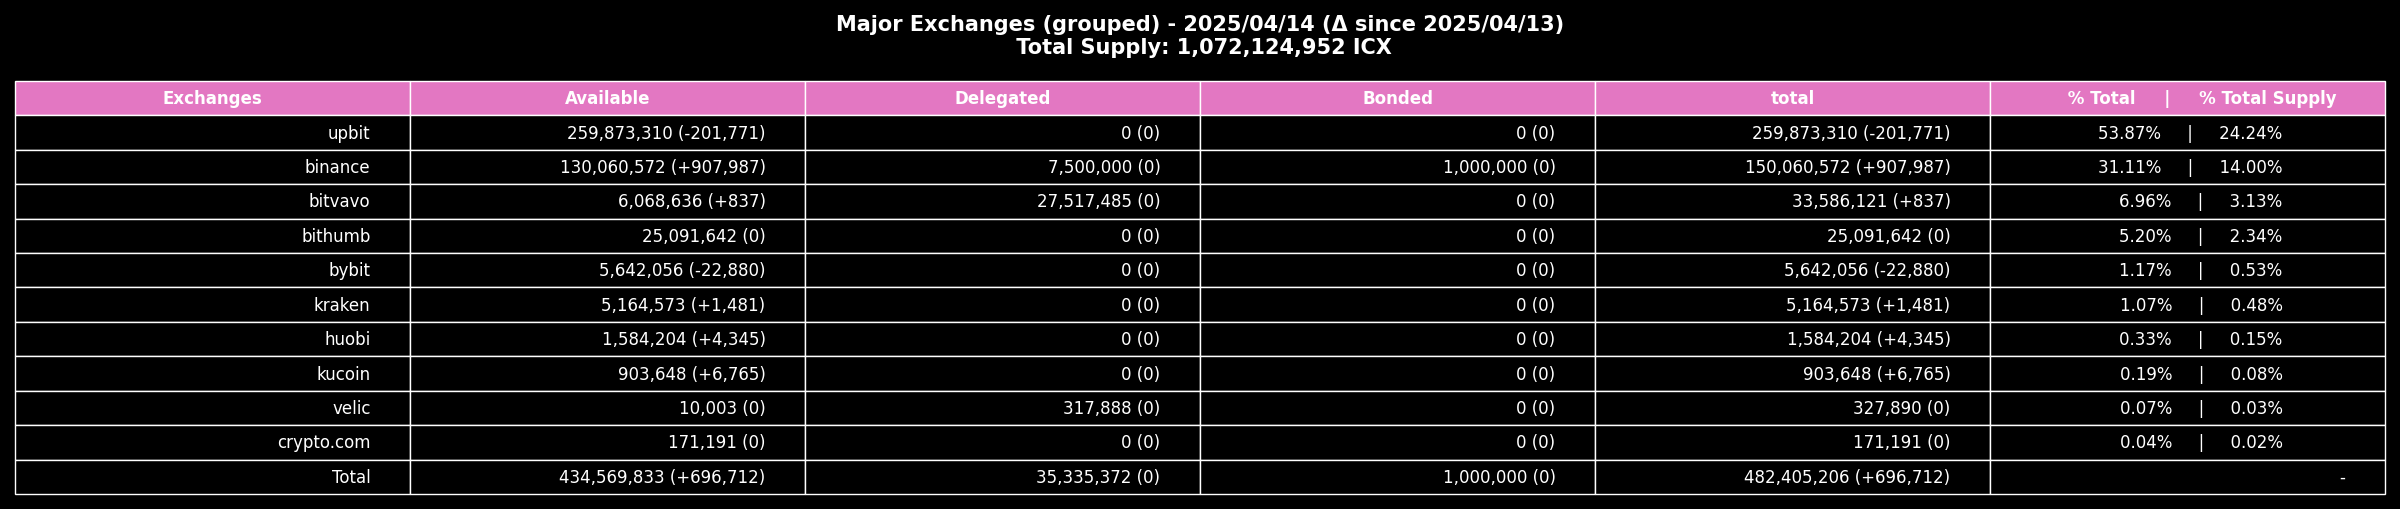 Major Exchanges (grouped) - 2025/04/14 (Δ since 2025/04/13)
Total Supply: 1,072,124,952 ICX
Exchanges Available Delegated Bonded total % Total | % Total Supply
upbit 259,873,310 (-201,771) 0 (0) 0 (0) 259,873,310 (-201,771) 53.87% | 24.24%
binance 130,060,572 (+907,987) 7,500,000 (0) 1,000,000 (0) 150,060,572 (+907,987) 31.11% | 14.00%
bitvavo 6,068,636 (+837) 27,517,485 (0) 0 (0) 33,586,121 (+837) 6.96% | 3.13%
bithumb 25,091,642 (0) 0 (0) 0 (0) 25,091,642 (0) 5.20% | 2.34%
bybit 5,642,056 (-22,880) 0 (0) 0 (0) 5,642,056 (-22,880) 1.17% | 0.53%
kraken 5,164,573 (+1,481) 0 (0) 0 (0) 5,164,573 (+1,481) 1.07% | 0.48%
huobi 1,584,204 (+4,345) 0 (0) 0 (0) 1,584,204 (+4,345) 0.33% | 0.15%
kucoin 903,648 (+6,765) 0 (0) 0 (0) 903,648 (+6,765) 0.19% | 0.08%
velic 10,003 (0) 317,888 (0) 0 (0) 327,890 (0) 0.07% | 0.03%
crypto.com 171,191 (0) 0 (0) 0 (0) 171,191 (0) 0.04% | 0.02%
Total 434,569,833 (+696,712) 35,335,372 (0) 1,000,000 (0) 482,405,206 (+696,712) -